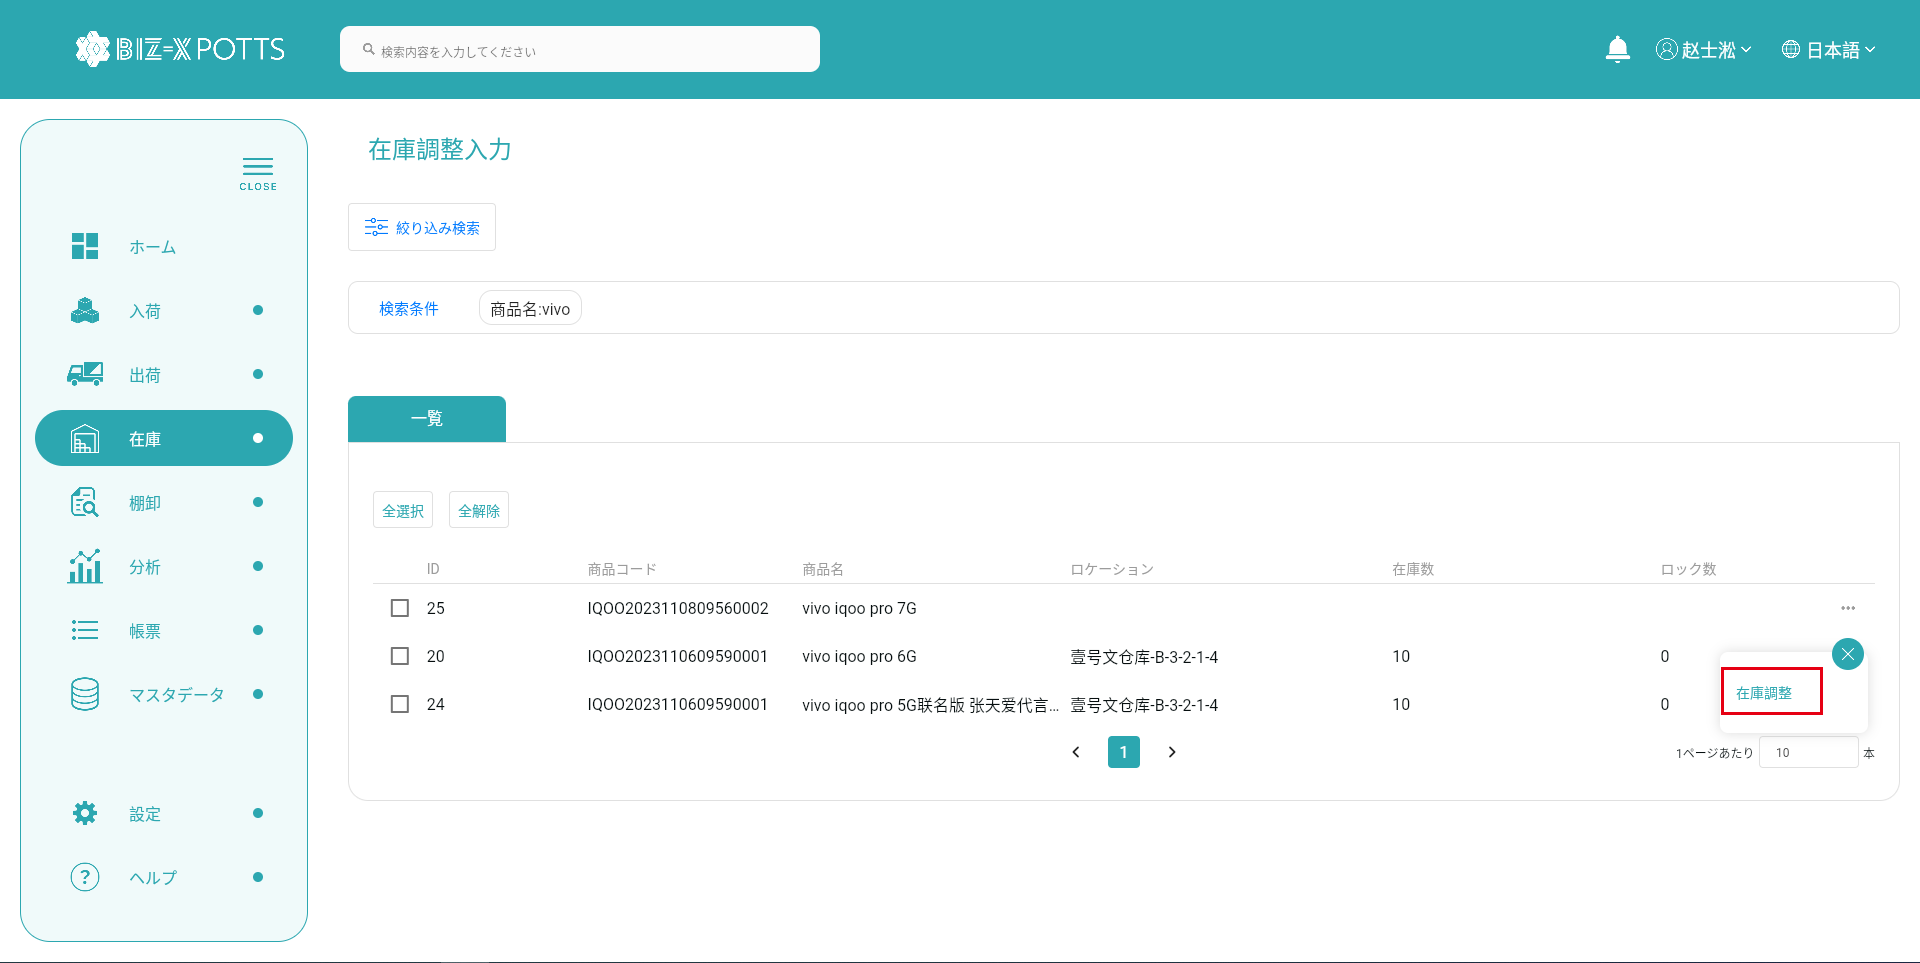 BIZ-X POTTS
検索内容を入力してください
赵士淞
日本語
CLOSE
ホーム
入荷
出荷
在庫
棚卸
分析
帳票
マスタデータ
設定
ヘルプ
在庫調整入力
絞り込み検索
検索条件
商品名:vivo
一覧
全選択 全解除
ID 商品コード 商品名 ロケーション 在庫数 ロック数
25 IQOO2023110809560002 vivo iqoo pro 7G
20 IQOO2023110609590001 vivo iqoo pro 6G 壹号文仓库-B-3-2-1-4 10 0
24 IQOO2023110609590001 vivo iqoo pro 5G联名版 张天爱代言... 壹号文仓库-B-3-2-1-4 10 0
在庫調整
1
1ページあたり 10 本